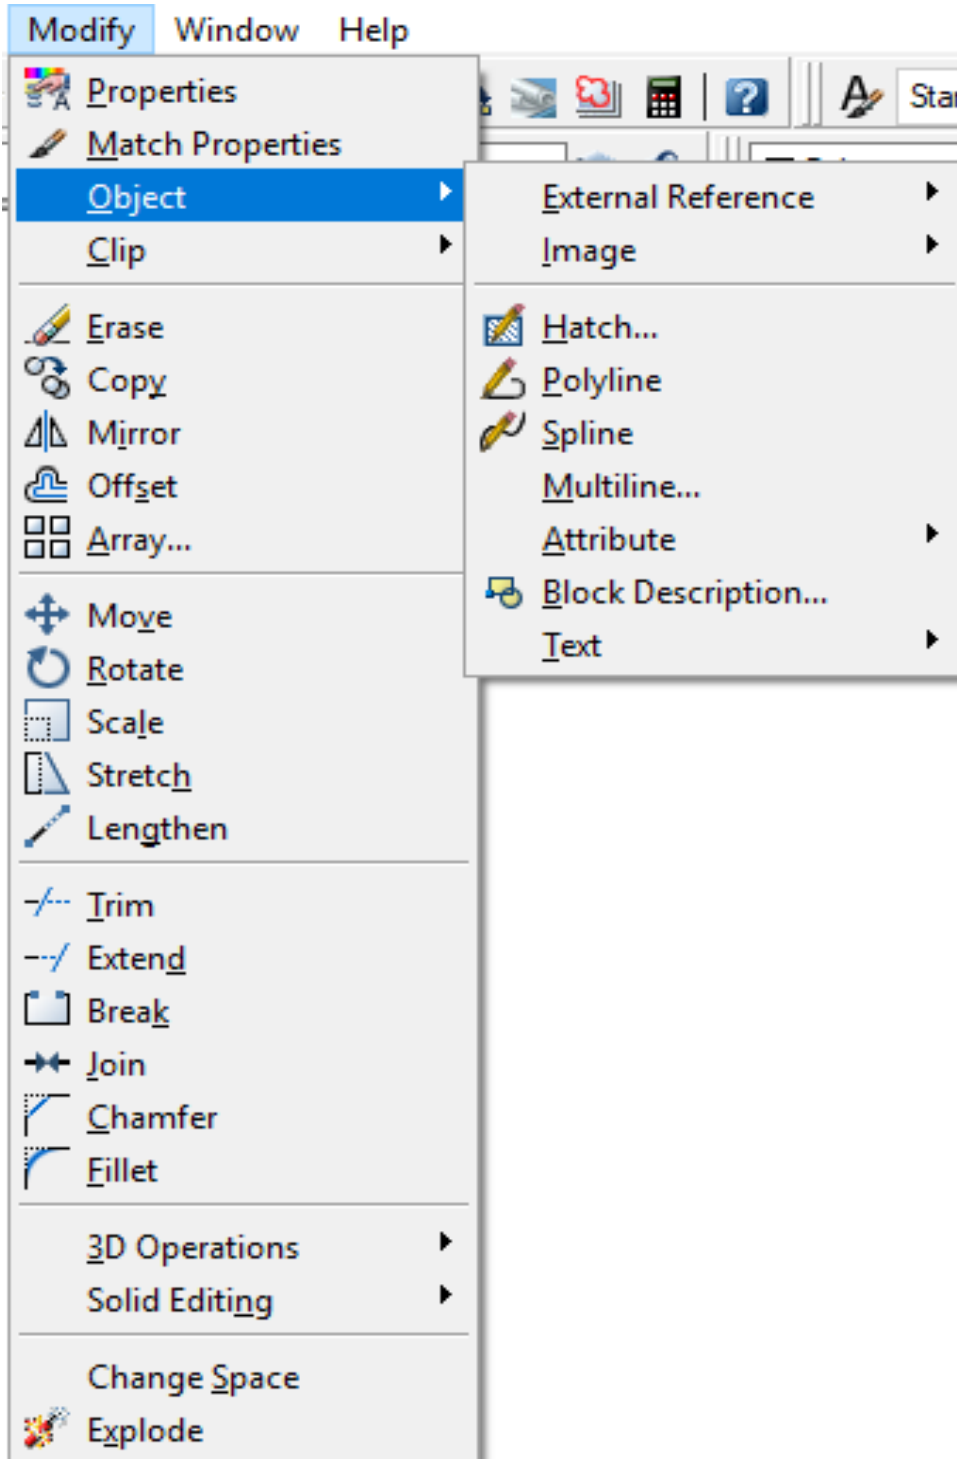 Modify Window Help
Properties
Match Properties
Object
Clip
Erase
Copy
Mirror
Offset
Array...
Move
Rotate
Scale
Stretch
Lengthen
Trim
Extend
Break
Join
Chamfer
Fillet
3D Operations
Solid Editing
Change Space
Explode
External Reference
Image
Hatch...
Polyline
Spline
Multiline...
Attribute
Block Description...
Text